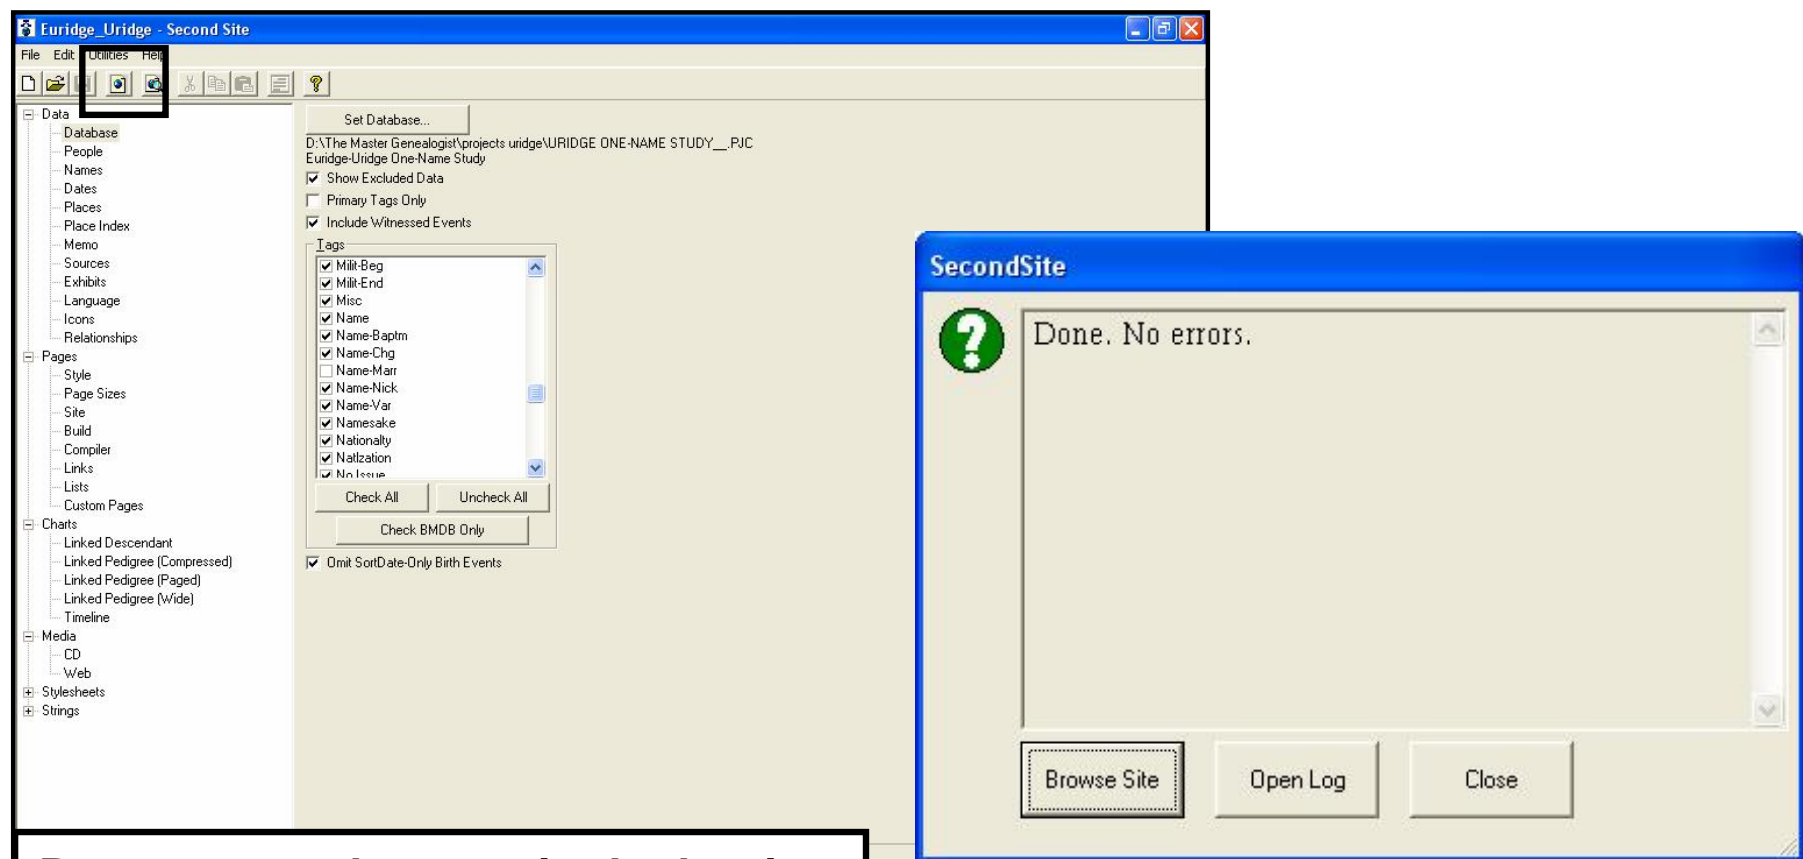 Euridge_Uridge - Second Site
File Edit Utilities Help
Data
Database
People
Names
Dates
Places
Place Index
Memo
Sources
Exhibits
Language
Icons
Relationships
Pages
Style
Page Sizes
Site
Build
Compiler
Links
Lists
Custom Pages
Charts
Linked Descendant
Linked Pedigree (Compressed)
Linked Pedigree (Paged)
Linked Pedigree (Wide)
Timeline
Media
CD
Web
Stylesheets
Strings
Set Database...
D:\The Master Genealogist\projects uridge\URIDGE ONE-NAME STUDY__.PJC
Euridge-Uridge One-Name Study
Show Excluded Data
Primary Tags Only
Include Witnessed Events
Tags
Milit-Beg
Milit-End
Misc
Name
Name-Baptm
Name-Chg
Name-Marr
Name-Nick
Name-Var
Namesake
Nationalty
Natlzation
No Issue
Check All Uncheck All
Check BMDB Only
Omit SortDate-Only Birth Events
SecondSite
Done. No errors.
Browse Site Open Log Close